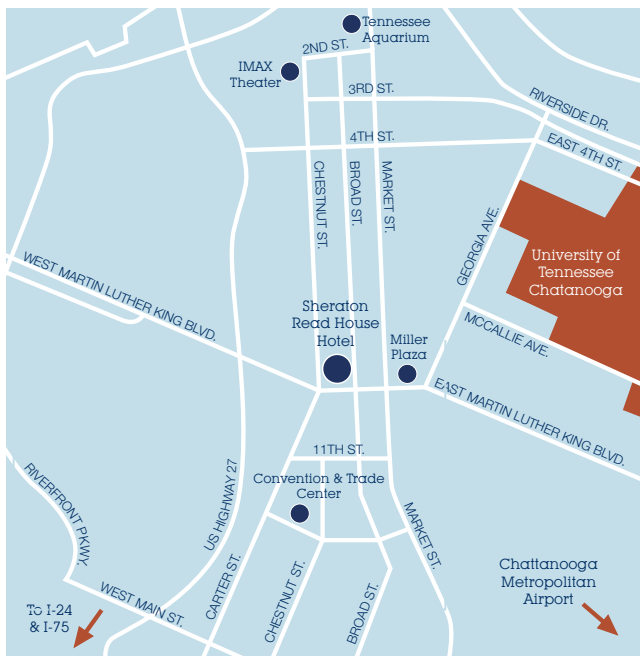 Tennessee
Aquarium
2ND ST.
IMAX
Theater
3RD ST.
RIVERSIDE DR.
4TH ST.
EAST 4TH ST.
CHESTNUT ST.
BROAD ST.
MARKET ST.
GEORGIA AVE.
University of
Tennessee
Chatanooga
WEST MARTIN LUTHER KING BLVD.
Sheraton
Read House
Hotel
Miller
Plaza
MCCALLIE AVE.
EAST MARTIN LUTHER KING BLVD.
11TH ST.
US HIGHWAY 27
Convention & Trade
Center
RIVERFRONT PKWY.
MARKET ST.
CARTER ST.
CHESTNUT ST.
BROAD ST.
WEST MAIN ST.
Chattanooga
Metropolitan
Airport
To I-24
& I-75